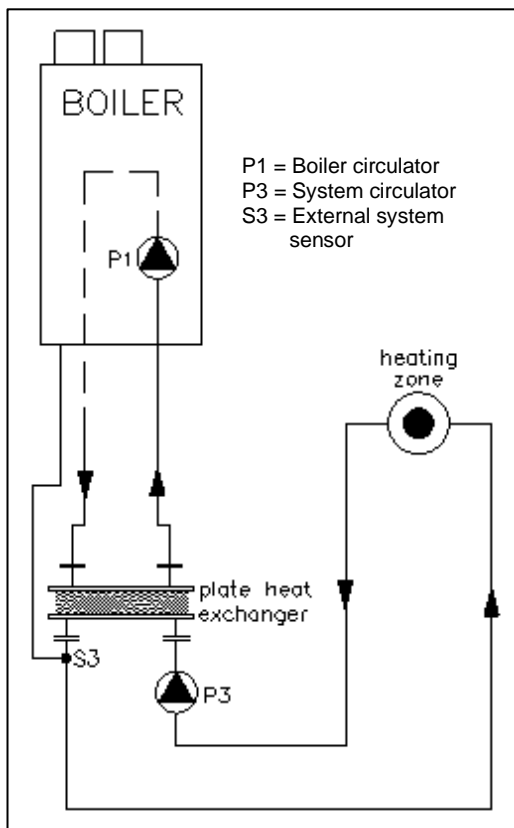 BOILER
P1 = Boiler circulator
P3 = System circulator
S3 = External system
sensor
P1
heating
zone
plate heat
exchanger
S3
P3